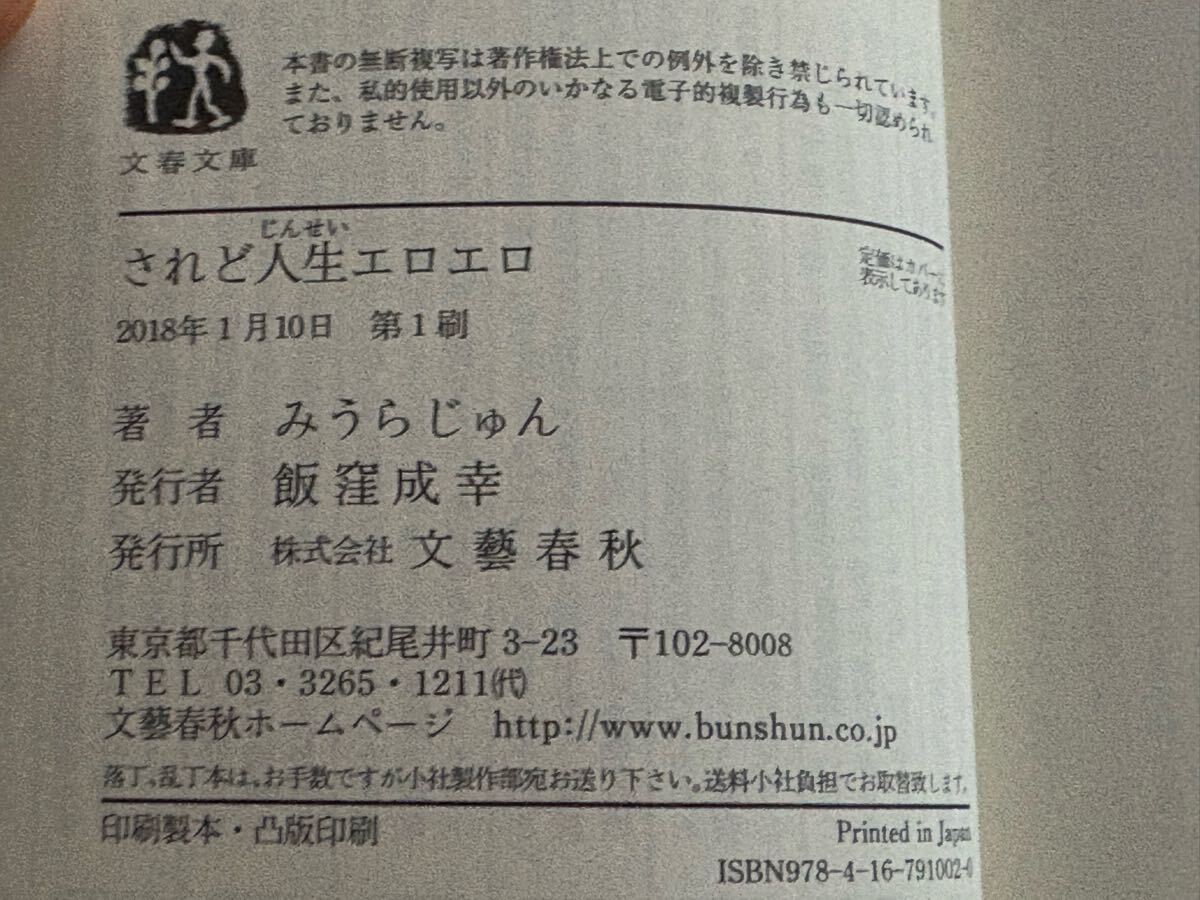 本書の無断複写は著作権法上での例外を除き禁じられています。
また、私的使用以外のいかなる電子的複製行為も一切認められ
ておりません。
文春文庫
じんせい
されど人生エロエロ
定価はカバーに
表示してあります
2018年1月10日 第1刷
著 者 みうらじゅん
発行者 飯窪成幸
発行所 株式会社 文藝春秋
東京都千代田区紀尾井町 3-23 〒102-8008
TEL 03・3265・1211㈹
文藝春秋ホームページ http://www.bunshun.co.jp
落丁、乱丁本は、お手数ですが小社製作部宛お送り下さい。送料小社負担でお取替致します。
印刷製本・凸版印刷
Printed in Japan
ISBN978-4-16-791002-0